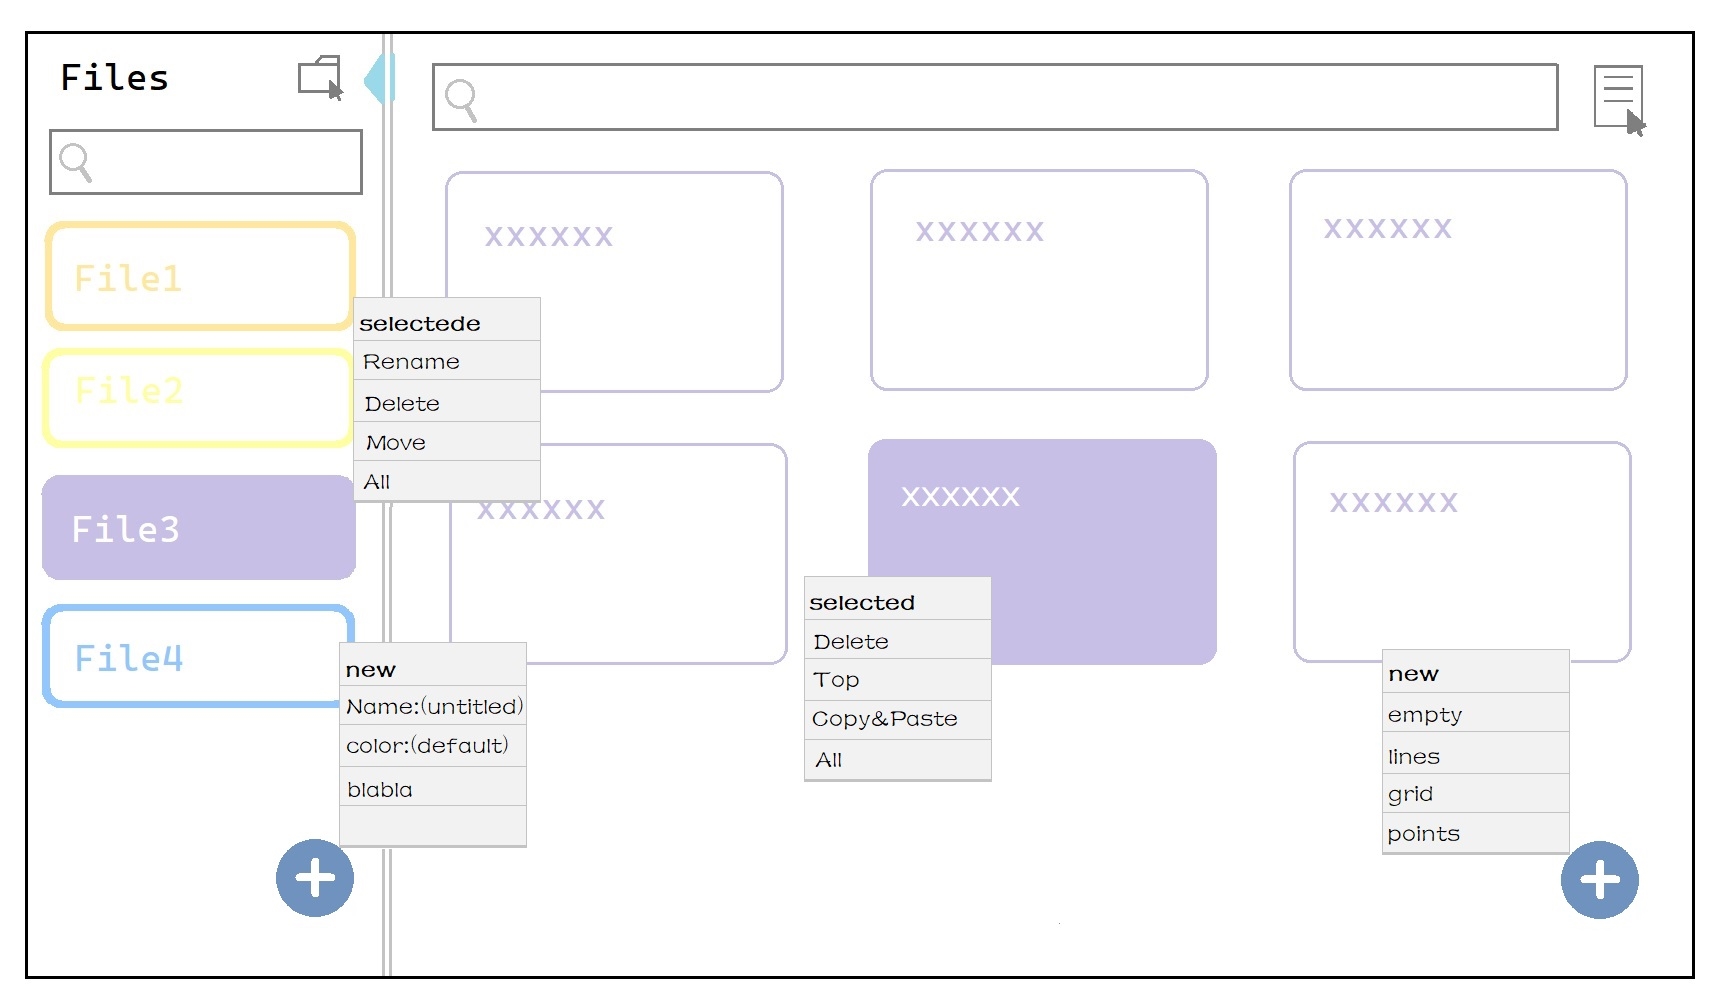 Files
File1
File2
File3
File4
selectede
Rename
Delete
Move
All
new
Name:(untitled)
color:(default)
blabla
xxxxxx
xxxxxx
xxxxxx
xxxxxx
xxxxxx
xxxxxx
selected
Delete
Top
Copy&Paste
All
new
empty
lines
grid
points